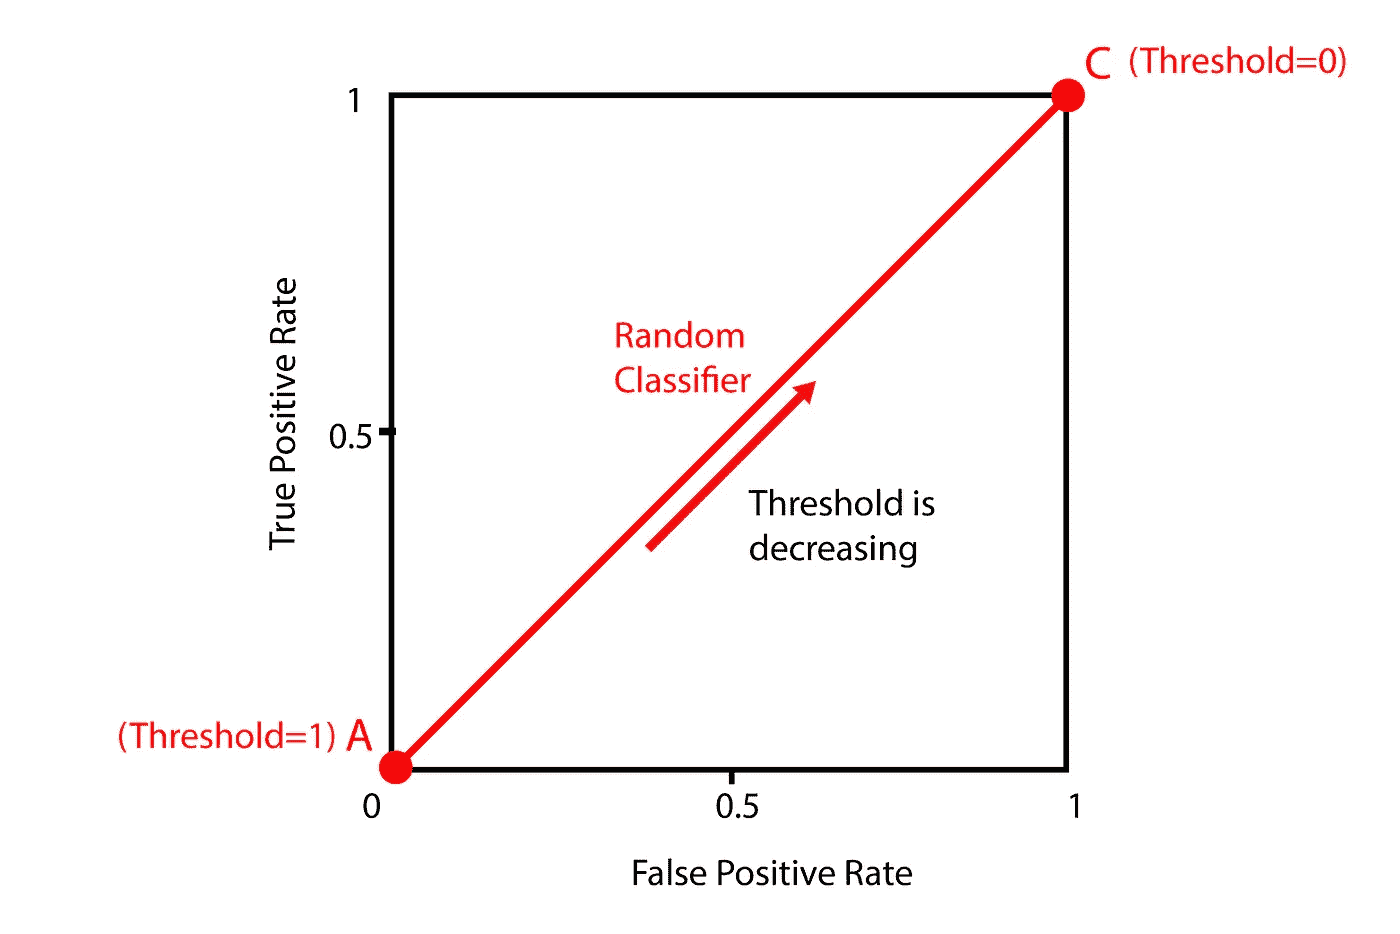 C (Threshold=0)
1
Random
Classifier
True Positive Rate
0.5
Threshold is
decreasing
(Threshold=1) A
0
0.5
1
False Positive Rate